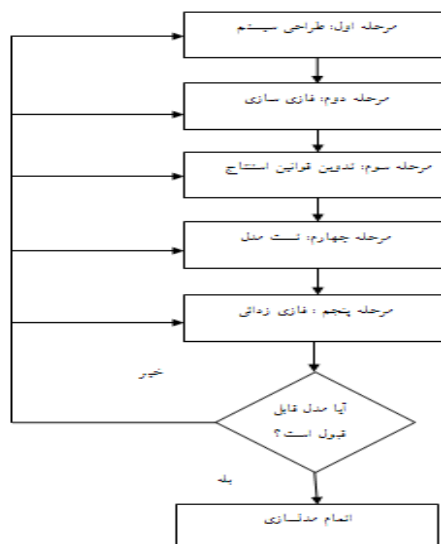 مرحله اول: طراحی سیستم
مرحله دوم: فازی سازی
مرحله سوم: تدوین قوانین استنتاج
مرحله چهارم: تست مدل
مرحله پنجم : فازی زدائی
خیر
آیا مدل قابل
قبول است؟
بله
اتمام مدلسازی